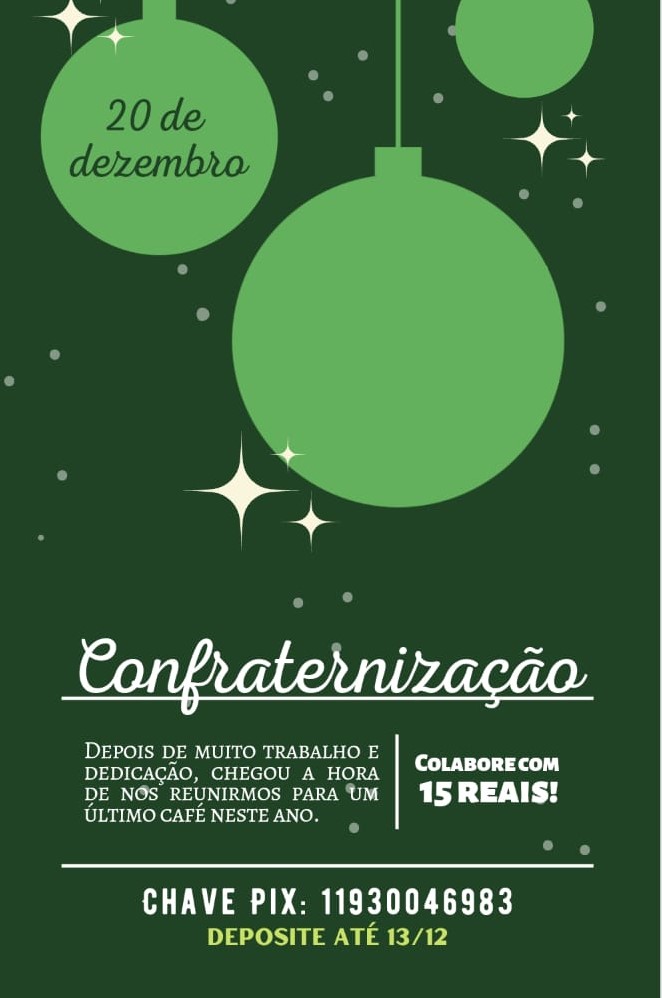 20 de
dezembro
Confraternização
Depois de muito trabalho e
dedicação, chegou a hora
de nós reunirmos para um
último café neste ano.
Colabore com
15 reais!
CHAVE PIX: 11930046983
DEPOSITE ATÉ 13/12